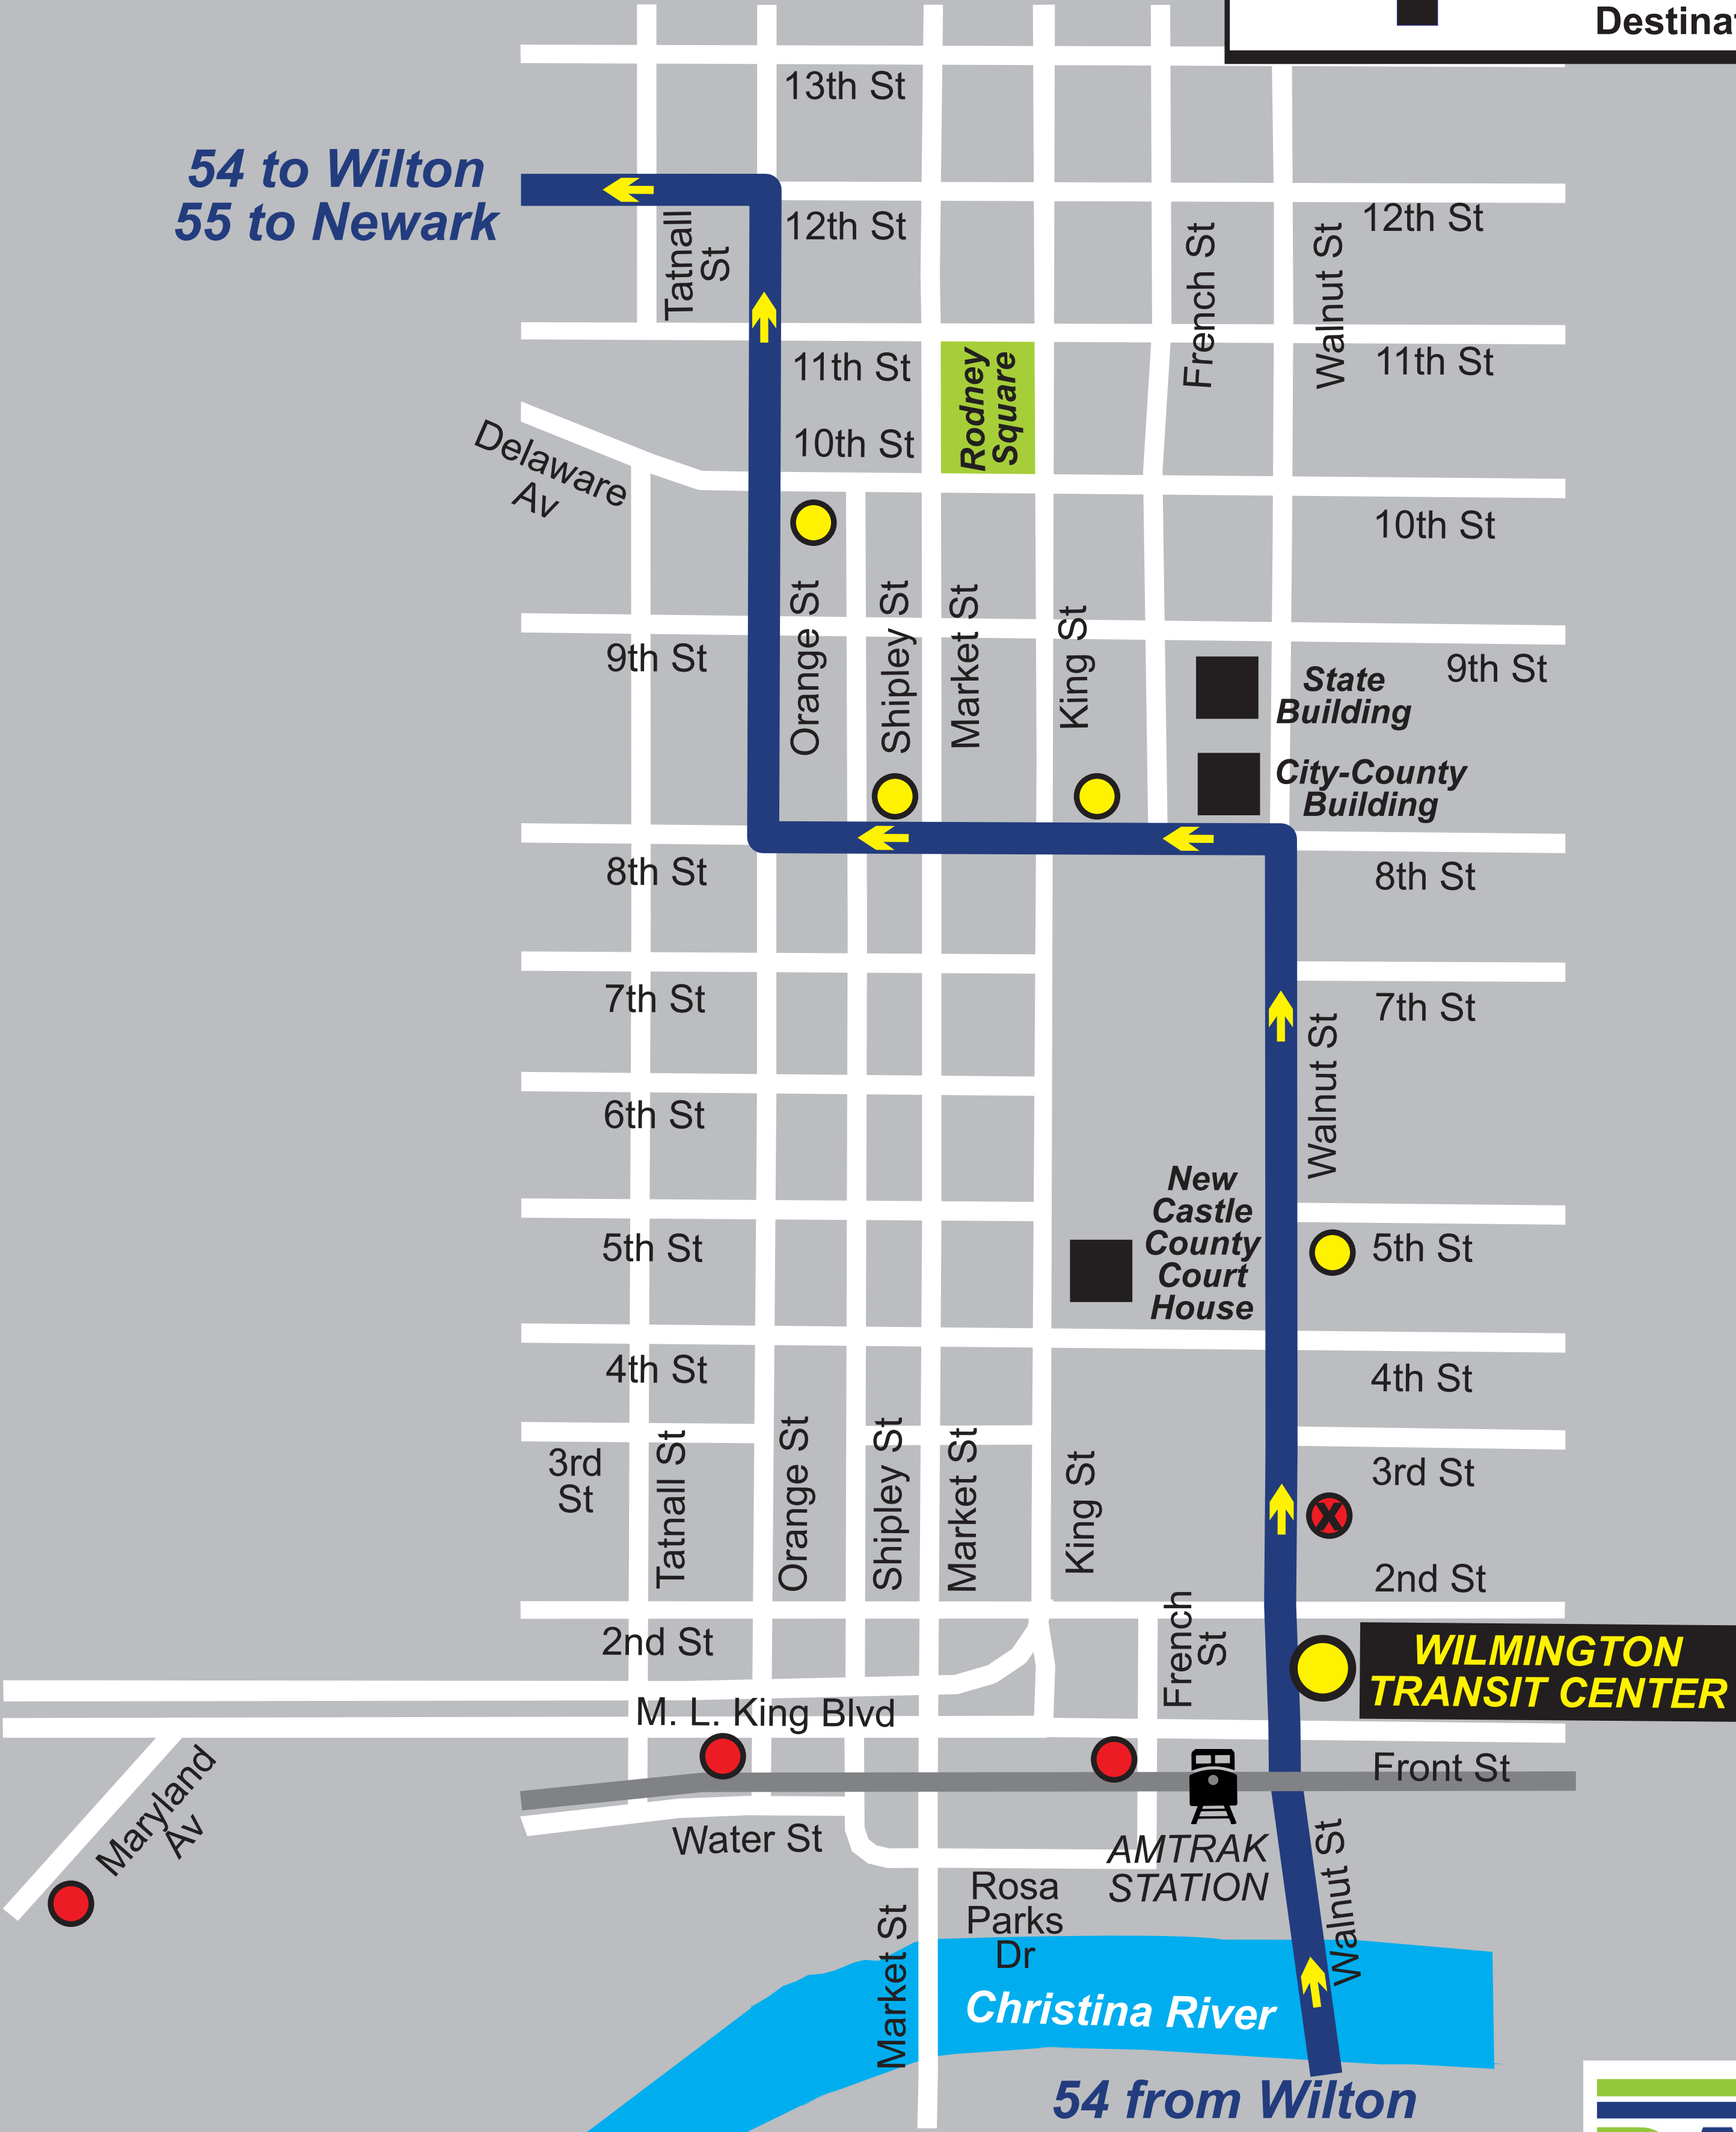 Destina
13th St
54 to Wilton
55 to Newark
12th St
12th St
Tatnall
St
French St
Walnut St
11th St
11th St
Rodney
Square
10th St
Delaware
Av
10th St
Orange St
Shipley St
Market St
King St
9th St
9th St
State
Building
City-County
Building
8th St
8th St
7th St
7th St
Walnut St
6th St
New
Castle
County
Court
House
5th St
5th St
4th St
4th St
3rd
St
Tatnall St
Orange St
Shipley St
Market St
King St
3rd St
X
2nd St
2nd St
French
St
WILMINGTON
TRANSIT CENTER
M. L. King Blvd
Front St
Maryland
Av
Water St
AMTRAK
STATION
Walnut St
Rosa
Parks
Dr
Market St
Christina River
54 from Wilton